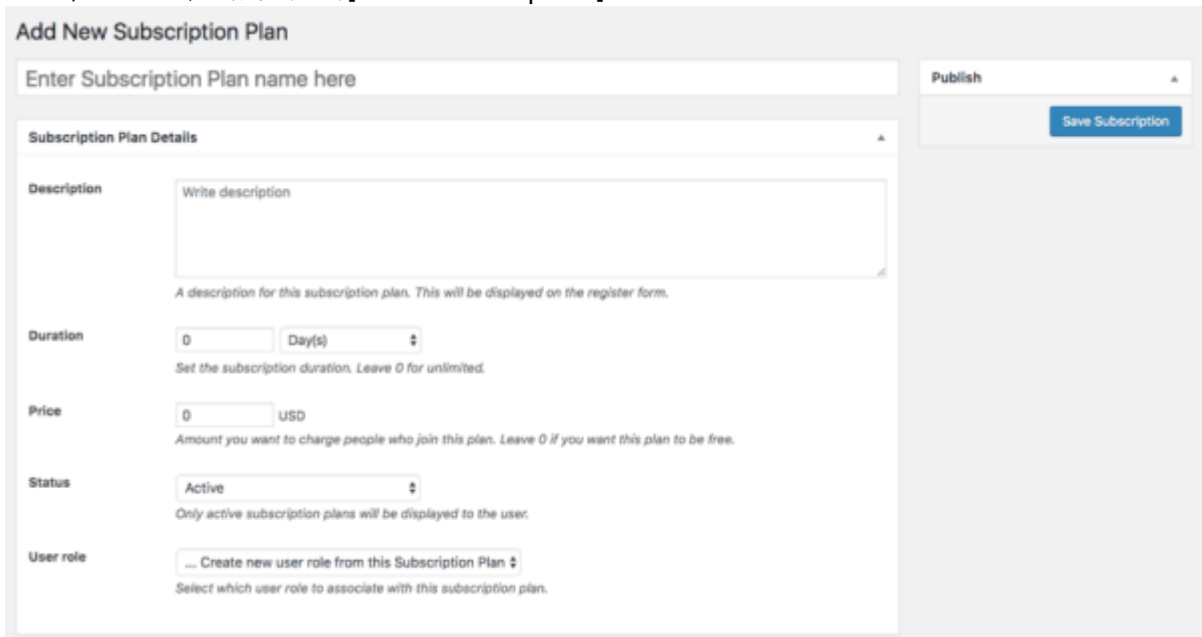 Add New Subscription Plan
Enter Subscription Plan name here
Publish
Save Subscription
Subscription Plan Details
Description
Write description
A description for this subscription plan. This will be displayed on the register form.
Duration
0 Day(s)
Set the subscription duration. Leave 0 for unlimited.
Price
0 USD
Amount you want to charge people who join this plan. Leave 0 if you want this plan to be free.
Status
Active
Only active subscription plans will be displayed to the user.
User role
... Create new user role from this Subscription Plan
Select which user role to associate with this subscription plan.